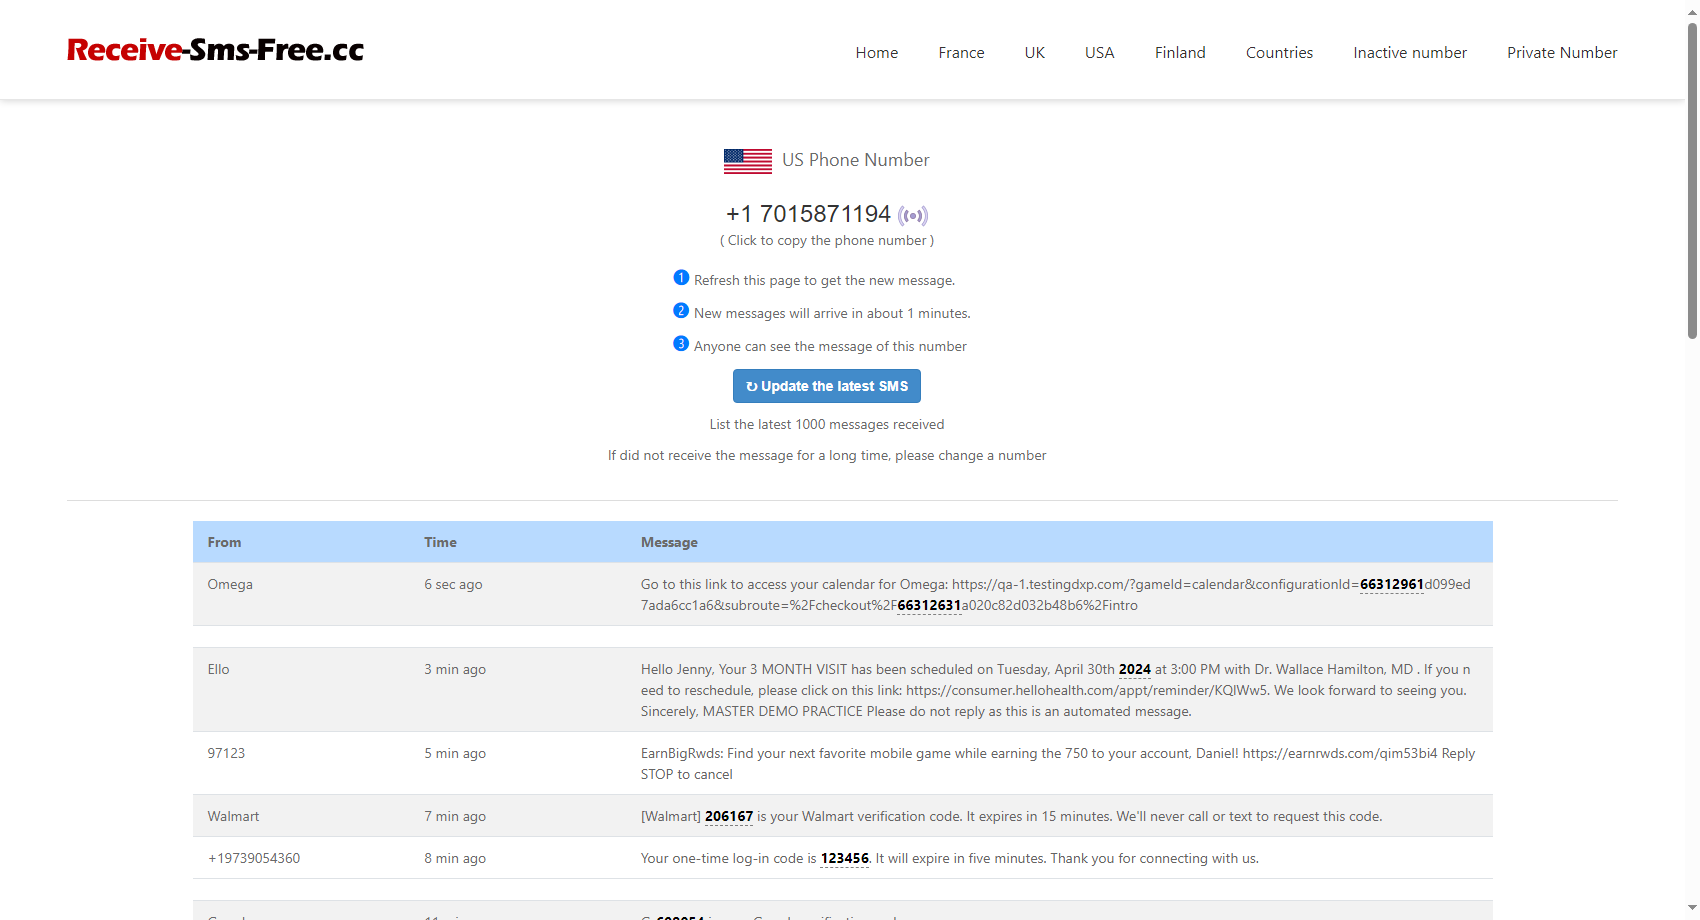 Receive-Sms-Free.cc
Home France UK USA Finland Countries Inactive number Private Number
US Phone Number
+1 7015871194
( Click to copy the phone number )
1 Refresh this page to get the new message.
2 New messages will arrive in about 1 minutes.
3 Anyone can see the message of this number
↻ Update the latest SMS
List the latest 1000 messages received
If did not receive the message for a long time, please change a number
From Time Message
Omega 6 sec ago Go to this link to access your calendar for Omega: https://qa-1.testingdxp.com/?gameId=calendar&configurationId=66312961d099ed
7ada6cc1a6&subroute=%2Fcheckout%2F66312631a020c82d032b48b6%2Fintro
Ello 3 min ago Hello Jenny, Your 3 MONTH VISIT has been scheduled on Tuesday, April 30th 2024 at 3:00 PM with Dr. Wallace Hamilton, MD . If you n
eed to reschedule, please click on this link: https://consumer.hellohealth.com/appt/reminder/KQlWw5. We look forward to seeing you.
Sincerely, MASTER DEMO PRACTICE Please do not reply as this is an automated message.
97123 5 min ago EarnBigRwds: Find your next favorite mobile game while earning the 750 to your account, Daniel! https://earnrwds.com/qim53bi4 Reply
STOP to cancel
Walmart 7 min ago [Walmart] 206167 is your Walmart verification code. It expires in 15 minutes. We'll never call or text to request this code.
+19739054360 8 min ago Your one-time log-in code is 123456. It will expire in five minutes. Thank you for connecting with us.